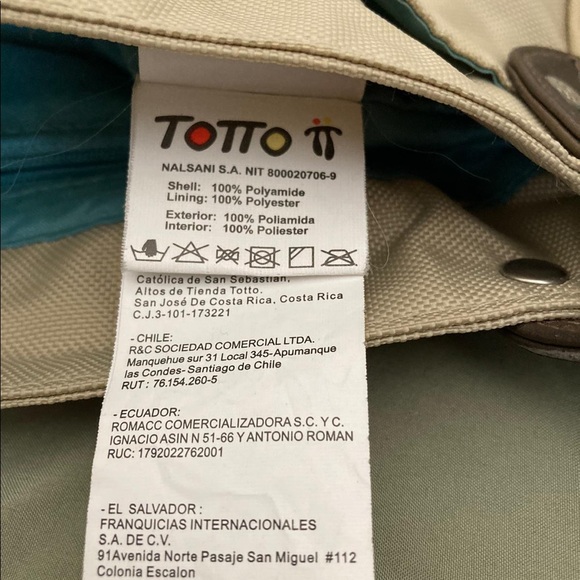 TOTTO
NALSANI S.A. NIT 800020706-9
Shell: 100% Polyamide
Lining: 100% Polyester
Exterior: 100% Poliamida
Interior: 100% Poliester
Católica de San Sebastian,
Altos de Tienda Totto.
San José De Costa Rica, Costa Rica
C.J.3-101-173221
- CHILE:
R&C SOCIEDAD COMERCIAL LTDA.
Manquehue sur 31 Local 345-Apumanque
las Condes- Santiago de Chile
RUT : 76.154.260-5
- ECUADOR:
ROMACC COMERCIALIZADORA S.C. Y C.
IGNACIO ASIN N 51-66 Y ANTONIO ROMAN
RUC: 1792022762001
- EL SALVADOR :
FRANQUICIAS INTERNACIONALES
S.A. DE C.V.
91Avenida Norte Pasaje San Miguel #112
Colonia Escalon